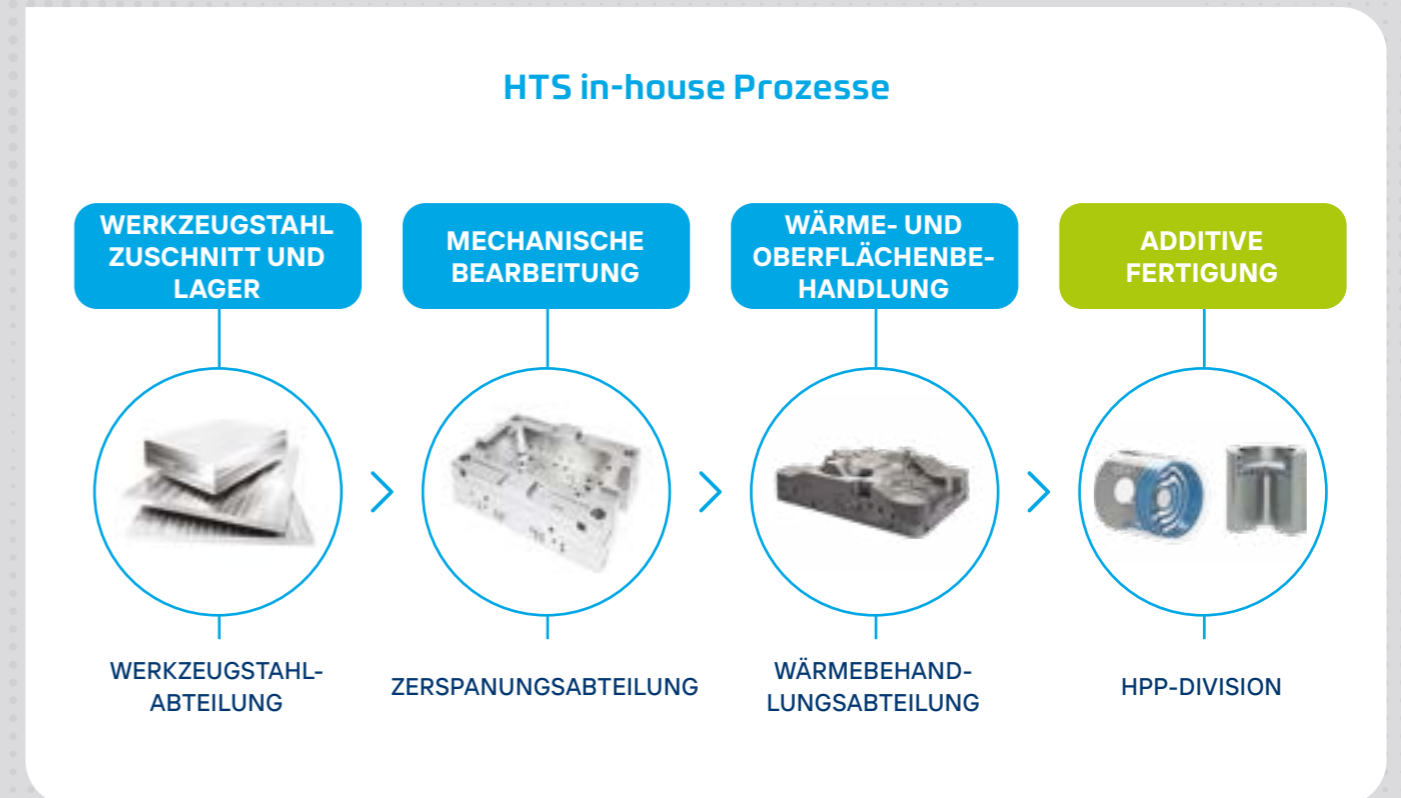 HTS in-house Prozesse
WERKZEUGSTAHL
ZUSCHNITT UND
LAGER
MECHANISCHE
BEARBEITUNG
WÄRME- UND
OBERFLÄCHENBE-
HANDLUNG
ADDITIVE
FERTIGUNG
WERKZEUGSTAHL-
ABTEILUNG
ZERSPANUNGSABTEILUNG
WÄRMEBEHAND-
LUNGSABTEILUNG
HPP-DIVISION